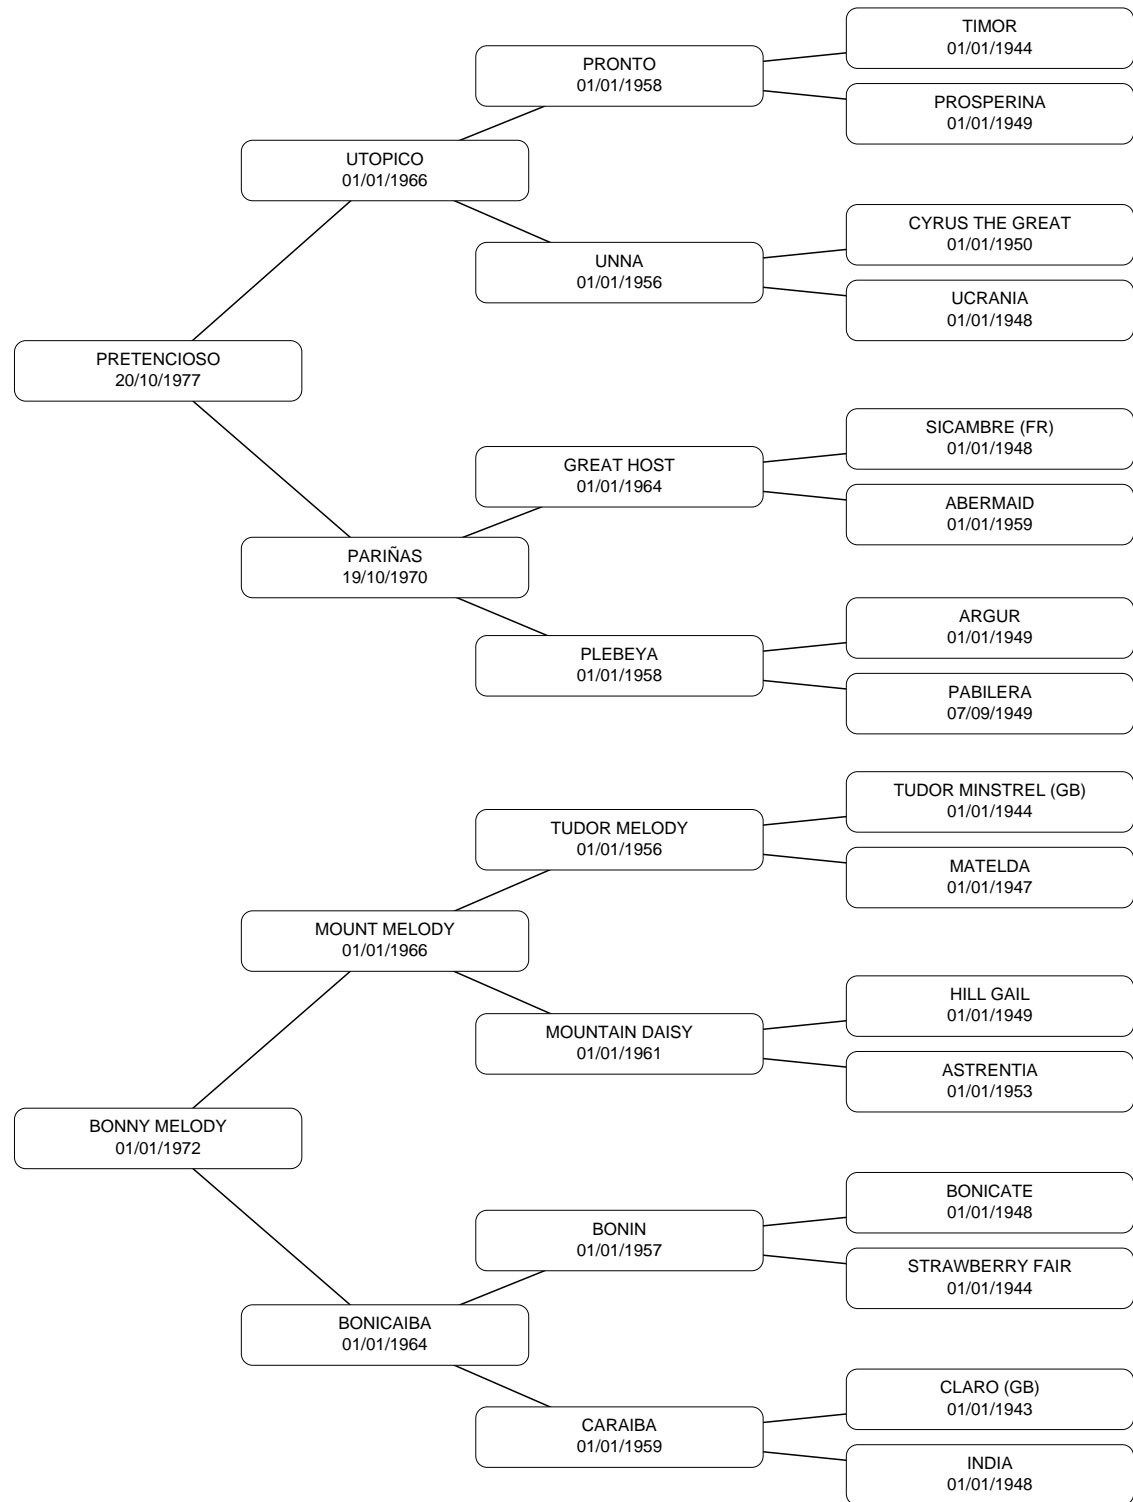 TIMOR
01/01/1944
PRONTO
01/01/1958
PROSPERINA
01/01/1949
UTOPICO
01/01/1966
CYRUS THE GREAT
01/01/1950
UNNA
01/01/1956
UCRANIA
01/01/1948
PRETENCIOSO
20/10/1977
SICAMBRE (FR)
01/01/1948
GREAT HOST
01/01/1964
ABERMAID
01/01/1959
PARIÑAS
19/10/1970
ARGUR
01/01/1949
PLEBEYA
01/01/1958
PABILERA
07/09/1949
TUDOR MINSTREL (GB)
01/01/1944
TUDOR MELODY
01/01/1956
MATELDA
01/01/1947
MOUNT MELODY
01/01/1966
HILL GAIL
01/01/1949
MOUNTAIN DAISY
01/01/1961
ASTRENTIA
01/01/1953
BONNY MELODY
01/01/1972
BONICATE
01/01/1948
BONIN
01/01/1957
STRAWBERRY FAIR
01/01/1944
BONICAIBA
01/01/1964
CLARO (GB)
01/01/1943
CARAIBA
01/01/1959
INDIA
01/01/1948